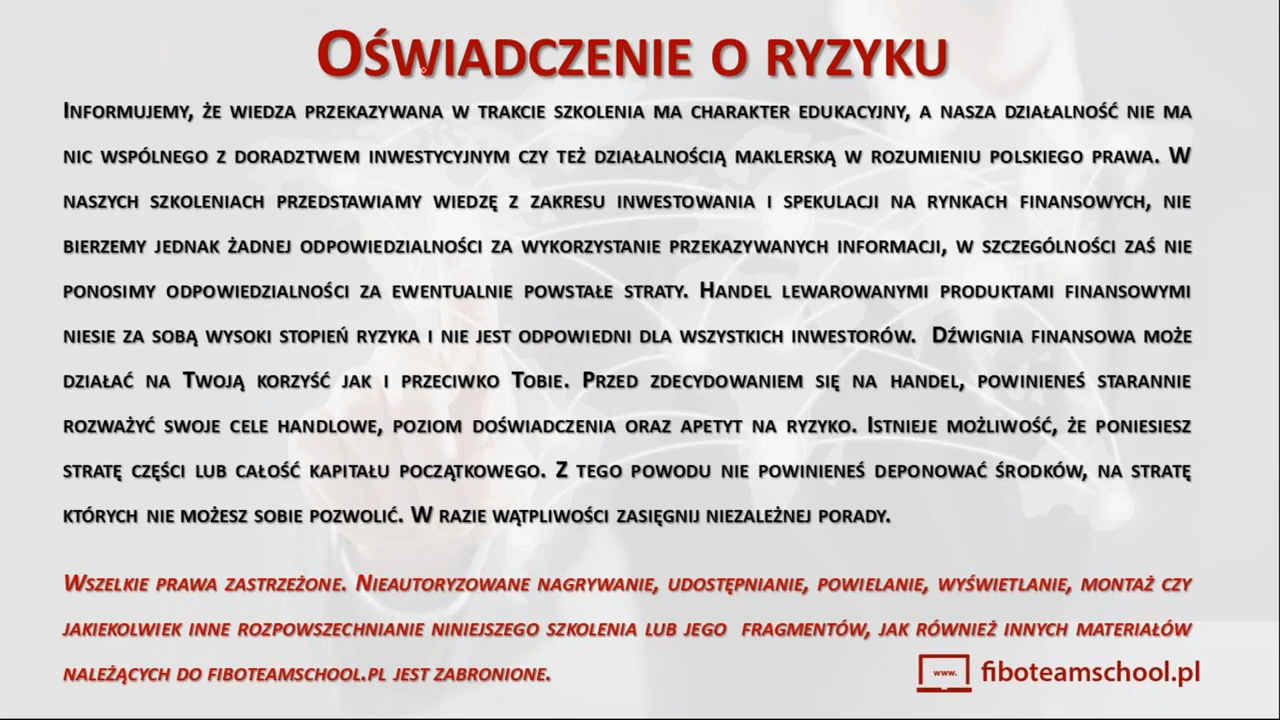 Oświadczenie o ryzyku
Informujemy, że wiedza przekazywana w trakcie szkolenia ma charakter edukacyjny, a nasza działalność nie ma
nic wspólnego z doradztwem inwestycyjnym czy też działalnością maklerską w rozumieniu polskiego prawa. W
naszych szkoleniach przedstawiamy wiedzę z zakresu inwestowania i spekulacji na rynkach finansowych, nie
bierzemy jednak żadnej odpowiedzialności za wykorzystanie przekazywanych informacji, w szczególności zaś nie
ponosimy odpowiedzialności za ewentualnie powstałe straty. Handel lewarowanymi produktami finansowymi
niesie za sobą wysoki stopień ryzyka i nie jest odpowiedni dla wszystkich inwestorów. Dźwignia finansowa może
działać na Twoją korzyść jak i przeciwko Tobie. Przed zdecydowaniem się na handel, powinieneś starannie
rozważyć swoje cele handlowe, poziom doświadczenia oraz apetyt na ryzyko. Istnieje możliwość, że poniesiesz
stratę części lub całość kapitału początkowego. Z tego powodu nie powinieneś deponować środków, na stratę
których nie możesz sobie pozwolić. W razie wątpliwości zasięgnij niezależnej porady.
Wszelkie prawa zastrzeżone. Nieautoryzowane nagrywanie, udostępnianie, powielanie, wyświetlanie, montaż czy
jakiekolwiek inne rozpowszechnianie niniejszego szkolenia lub jego fragmentów, jak również innych materiałów
należących do fiboteamschool.pl jest zabronione.
www. fiboteamschool.pl